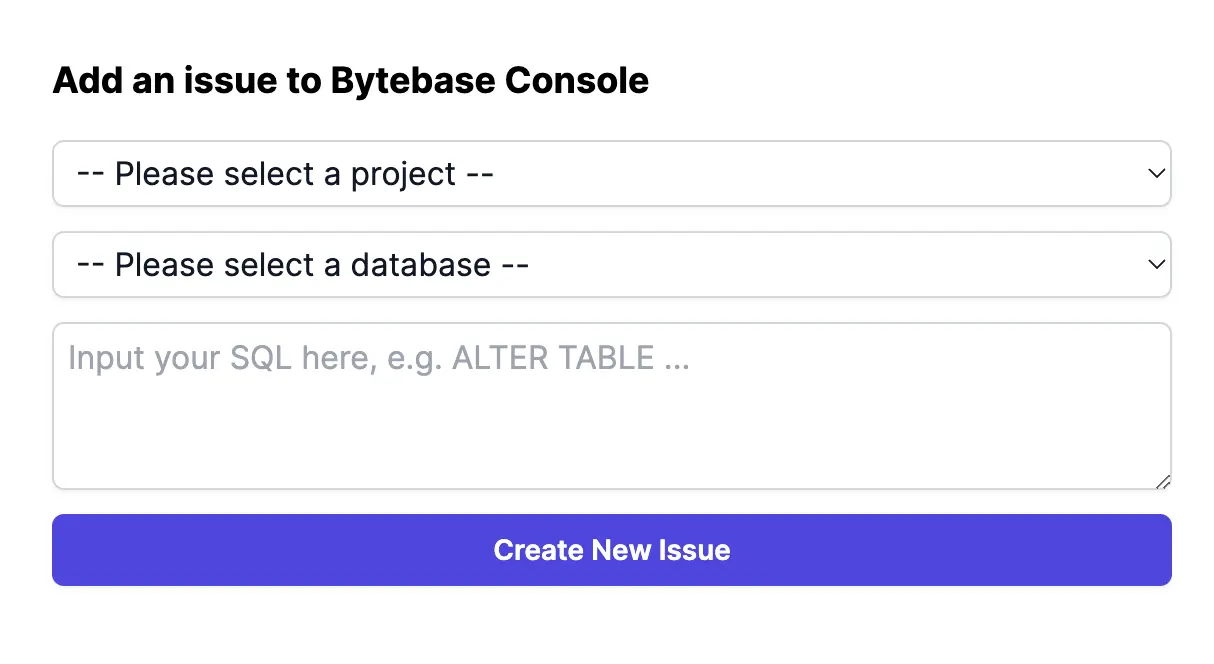 Add an issue to Bytebase Console
-- Please select a project --
-- Please select a database --
Input your SQL here, e.g. ALTER TABLE ...
Create New Issue